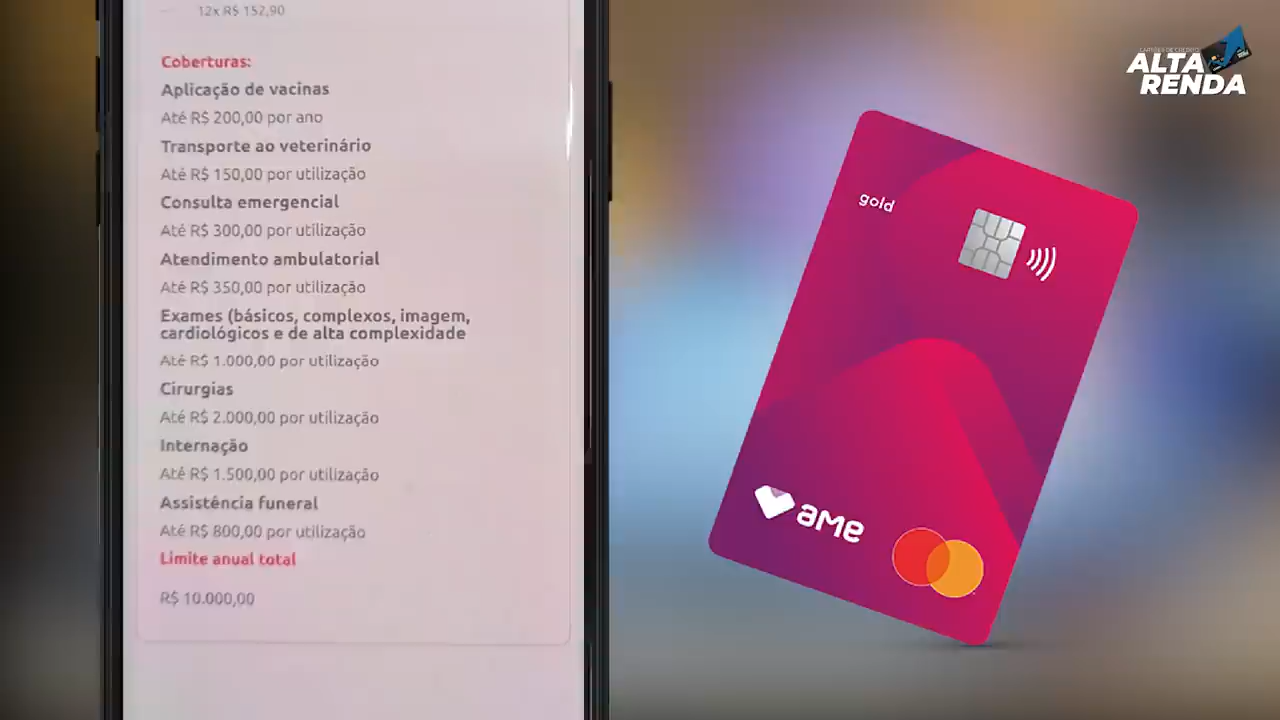 12x R$ 152,90
Coberturas:
Aplicação de vacinas
Até R$ 200,00 por ano
Transporte ao veterinário
Até R$ 150,00 por utilização
Consulta emergencial
Até R$ 300,00 por utilização
Atendimento ambulatorial
Até R$ 350,00 por utilização
Exames (básicos, complexos, imagem,
cardiológicos e de alta complexidade
Até R$ 1.000,00 por utilização
Cirurgias
Até R$ 2.000,00 por utilização
Internação
Até R$ 1.500,00 por utilização
Assistência funeral
Até R$ 800,00 por utilização
Limite anual total
R$ 10.000,00
CARTÕES DE CRÉDITO
ALTA
RENDA
gold
ame